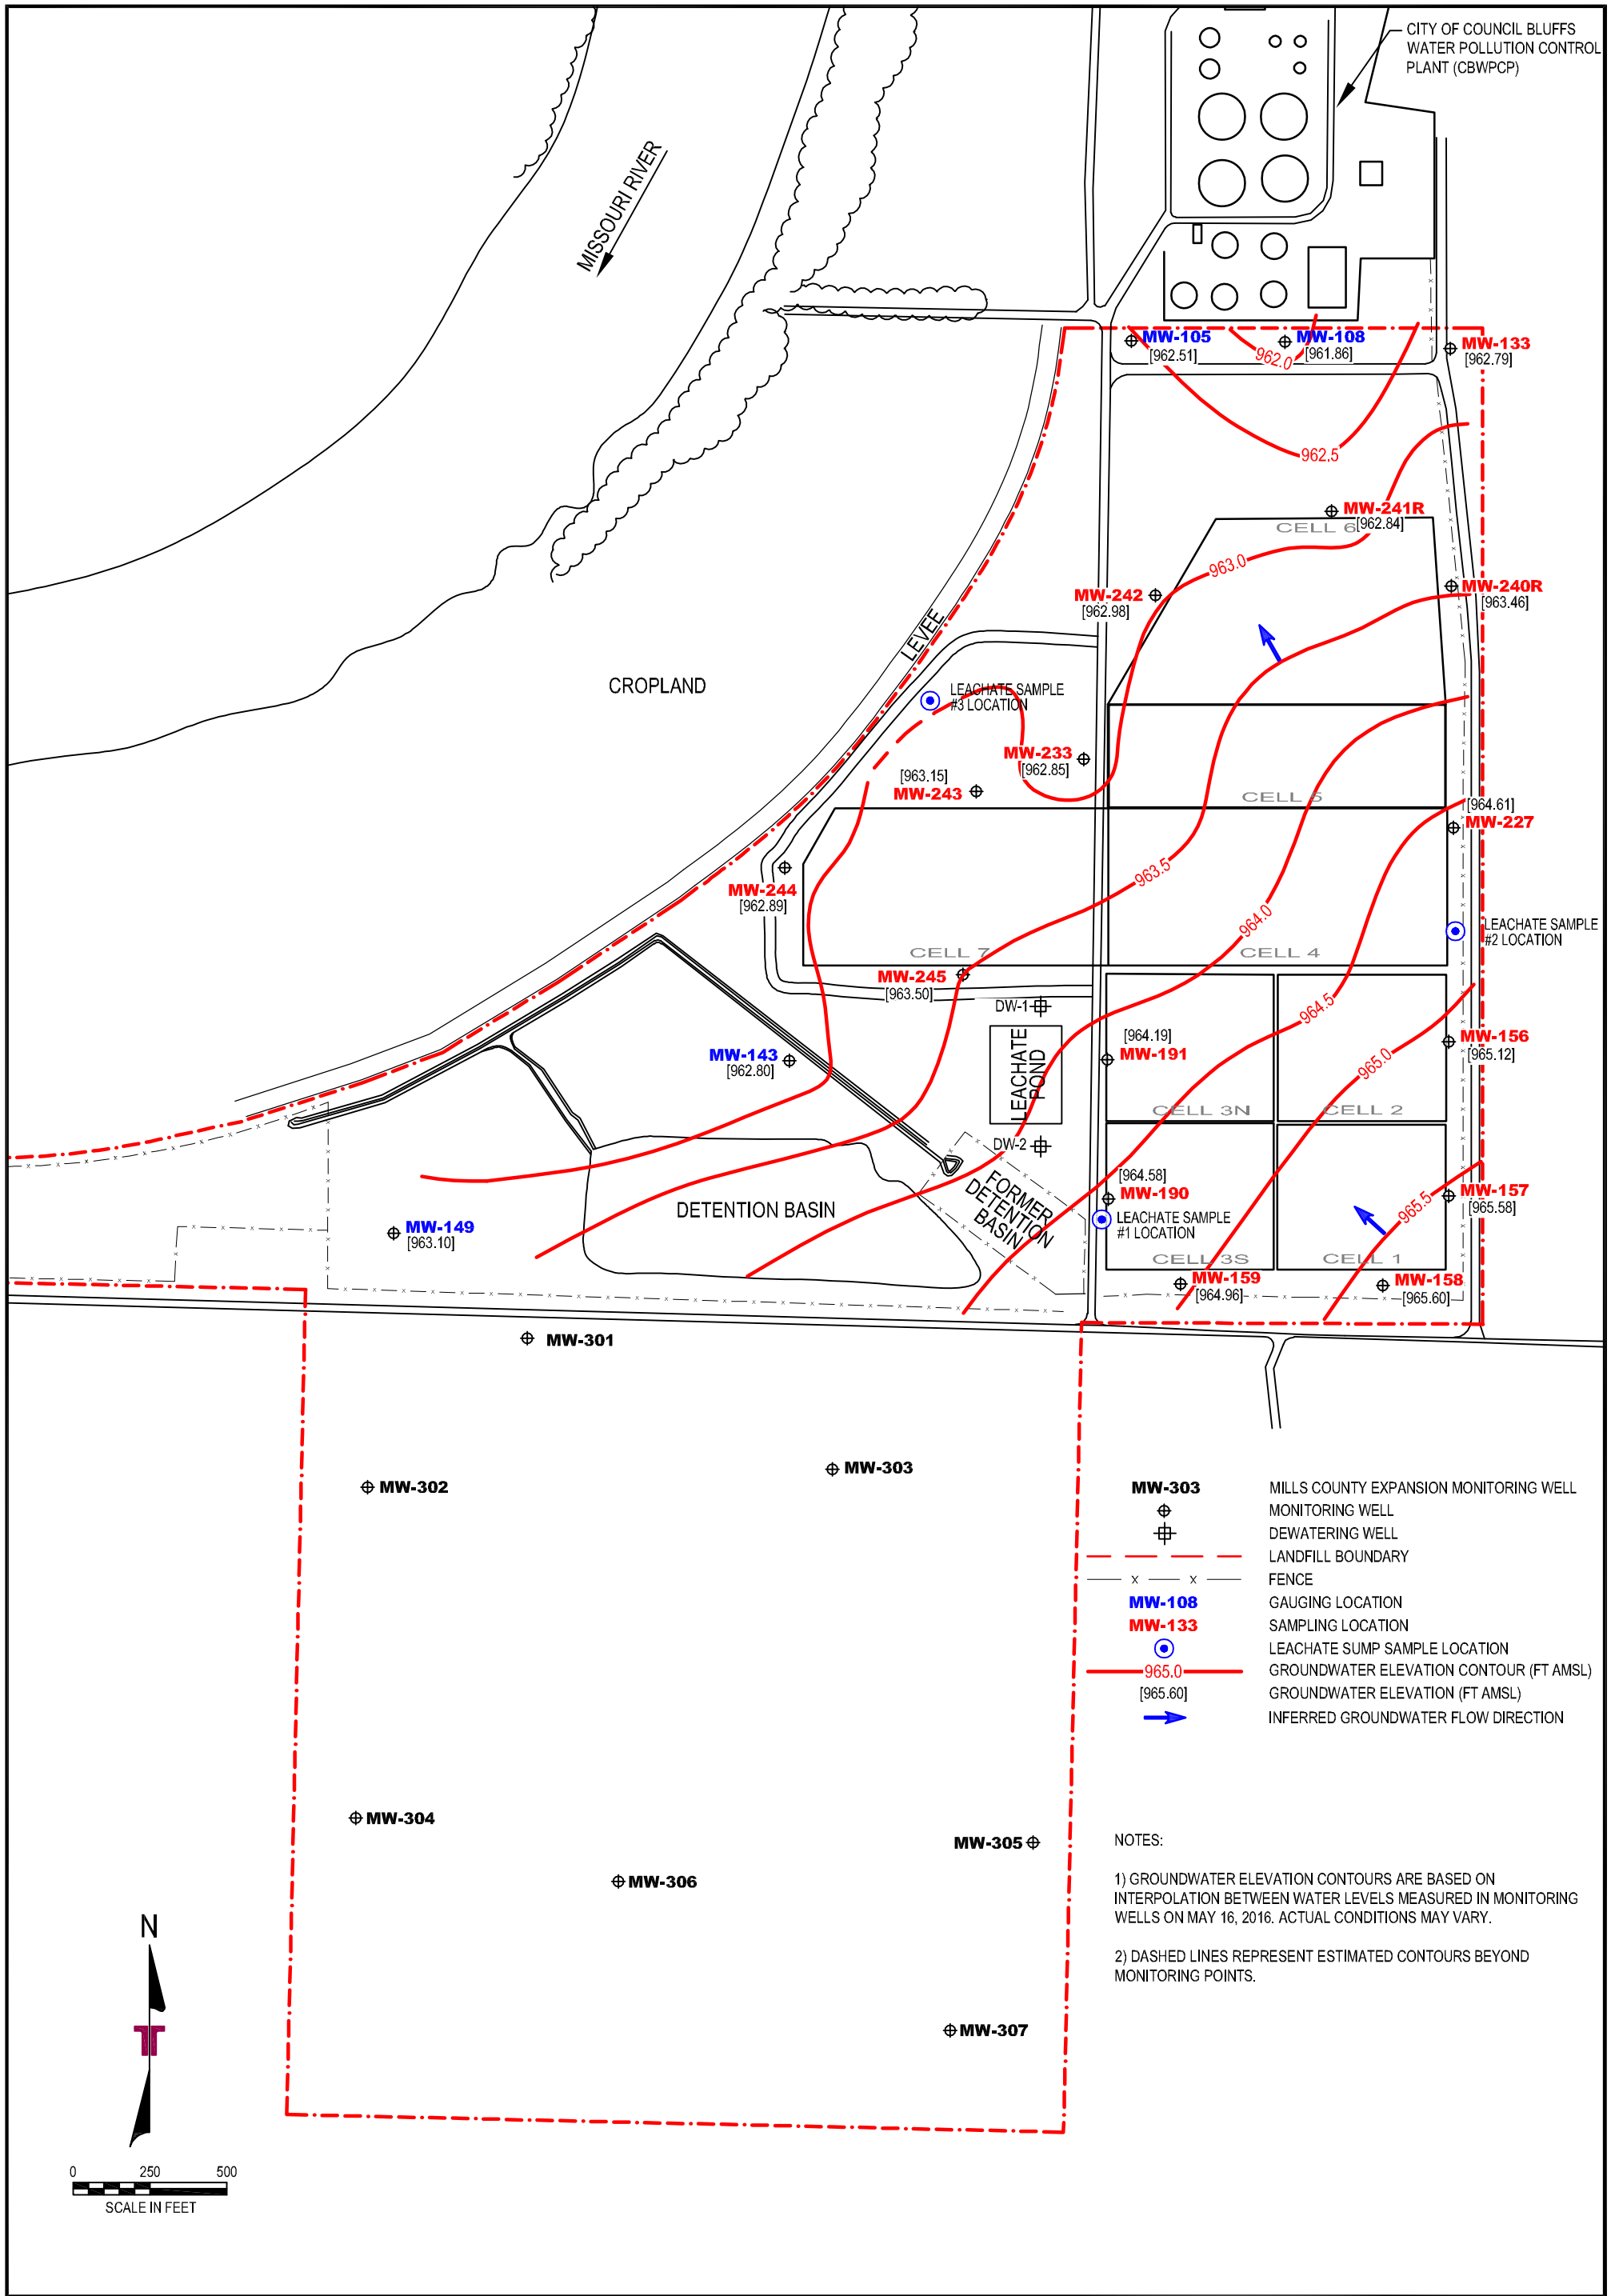 CITY OF COUNCIL BLUFFS
WATER POLLUTION CONTROL
PLANT (CBWPCP)
MISSOURI RIVER
MW-105
[962.51]
962.0
MW-108
[961.86]
MW-133
[962.79]
962.5
MW-241R
[962.84]
CELL 6
963.0
MW-242
[962.98]
MW-240R
[963.46]
LEVEE
CROPLAND
LEACHATE SAMPLE
#3 LOCATION
MW-233
[962.85]
[963.15]
MW-243
CELL 5
[964.61]
MW-227
963.5
MW-244
[962.89]
964.0
LEACHATE SAMPLE
#2 LOCATION
CELL 7
CELL 4
MW-245
[963.50]
DW-1
964.5
LEACHATE
POND
[964.19]
MW-191
MW-156
[965.12]
MW-143
[962.80]
965.0
CELL 3N
CELL 2
DW-2
[964.58]
MW-190
FORMER
DETENTION
BASIN
DETENTION BASIN
LEACHATE SAMPLE
#1 LOCATION
965.5
MW-157
[965.58]
MW-149
[963.10]
CELL 3S
CELL 1
MW-159
[964.96]
MW-158
[965.60]
MW-301
MW-302
MW-303
MW-303 MILLS COUNTY EXPANSION MONITORING WELL
MONITORING WELL
DEWATERING WELL
LANDFILL BOUNDARY
x x FENCE
MW-108 GAUGING LOCATION
MW-133 SAMPLING LOCATION
LEACHATE SUMP SAMPLE LOCATION
965.0 GROUNDWATER ELEVATION CONTOUR (FT AMSL)
[965.60] GROUNDWATER ELEVATION (FT AMSL)
INFERRED GROUNDWATER FLOW DIRECTION
MW-304
MW-305
MW-306
MW-307
NOTES:
1) GROUNDWATER ELEVATION CONTOURS ARE BASED ON
INTERPOLATION BETWEEN WATER LEVELS MEASURED IN MONITORING
WELLS ON MAY 16, 2016. ACTUAL CONDITIONS MAY VARY.
2) DASHED LINES REPRESENT ESTIMATED CONTOURS BEYOND
MONITORING POINTS.
N
0 250 500
SCALE IN FEET